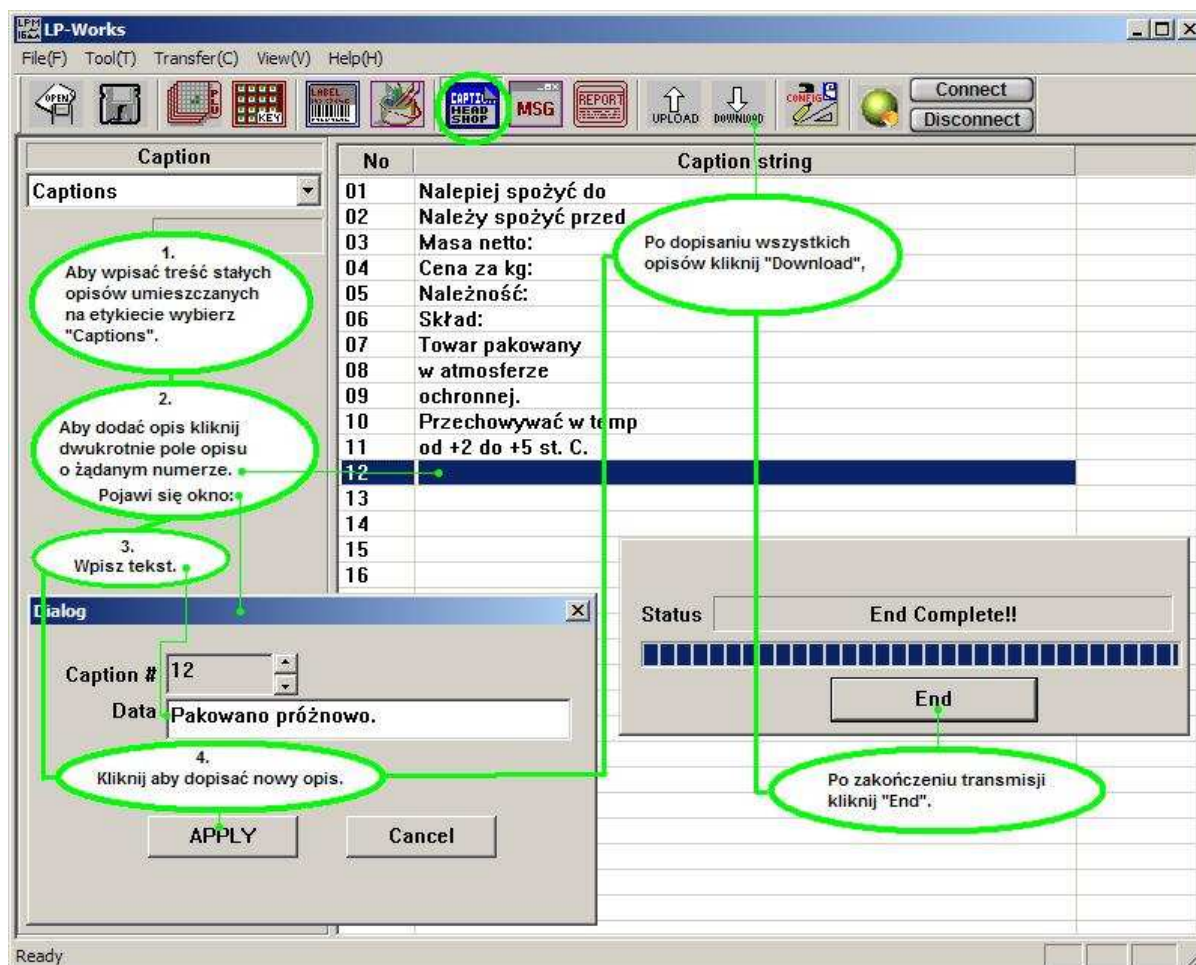 LP-Works
File(F) Tool(T) Transfer(C) View(V) Help(H)
OPEN PLU KEY LABEL CAPTI... HEAD SHOP MSG REPORT UPLOAD DOWNLOAD CONFIG Connect
Disconnect
Caption
Captions
No Caption string
01 Nalepiej spożyć do
02 Należy spożyć przed
03 Masa netto:
04 Cena za kg:
05 Należność:
06 Skład:
07 Towar pakowany
08 w atmosferze
09 ochronnej.
10 Przechowywać w temp
11 od +2 do +5 st. C.
12
13
14
15
16
1.
Aby wpisać treść stałych
opisów umieszczanych
na etykiecie wybierz
"Captions".
2.
Aby dodać opis kliknij
dwukrotnie pole opisu
o żądanym numerze.
Pojawi się okno:
3.
Wpisz tekst.
Dialog
Caption # 12
Data Pakowano próżnowo.
4.
Kliknij aby dopisać nowy opis.
APPLY Cancel
Po dopisaniu wszystkich
opisów kliknij "Download",
Status End Complete!!
End
Po zakończeniu transmisji
kliknij "End".
Ready